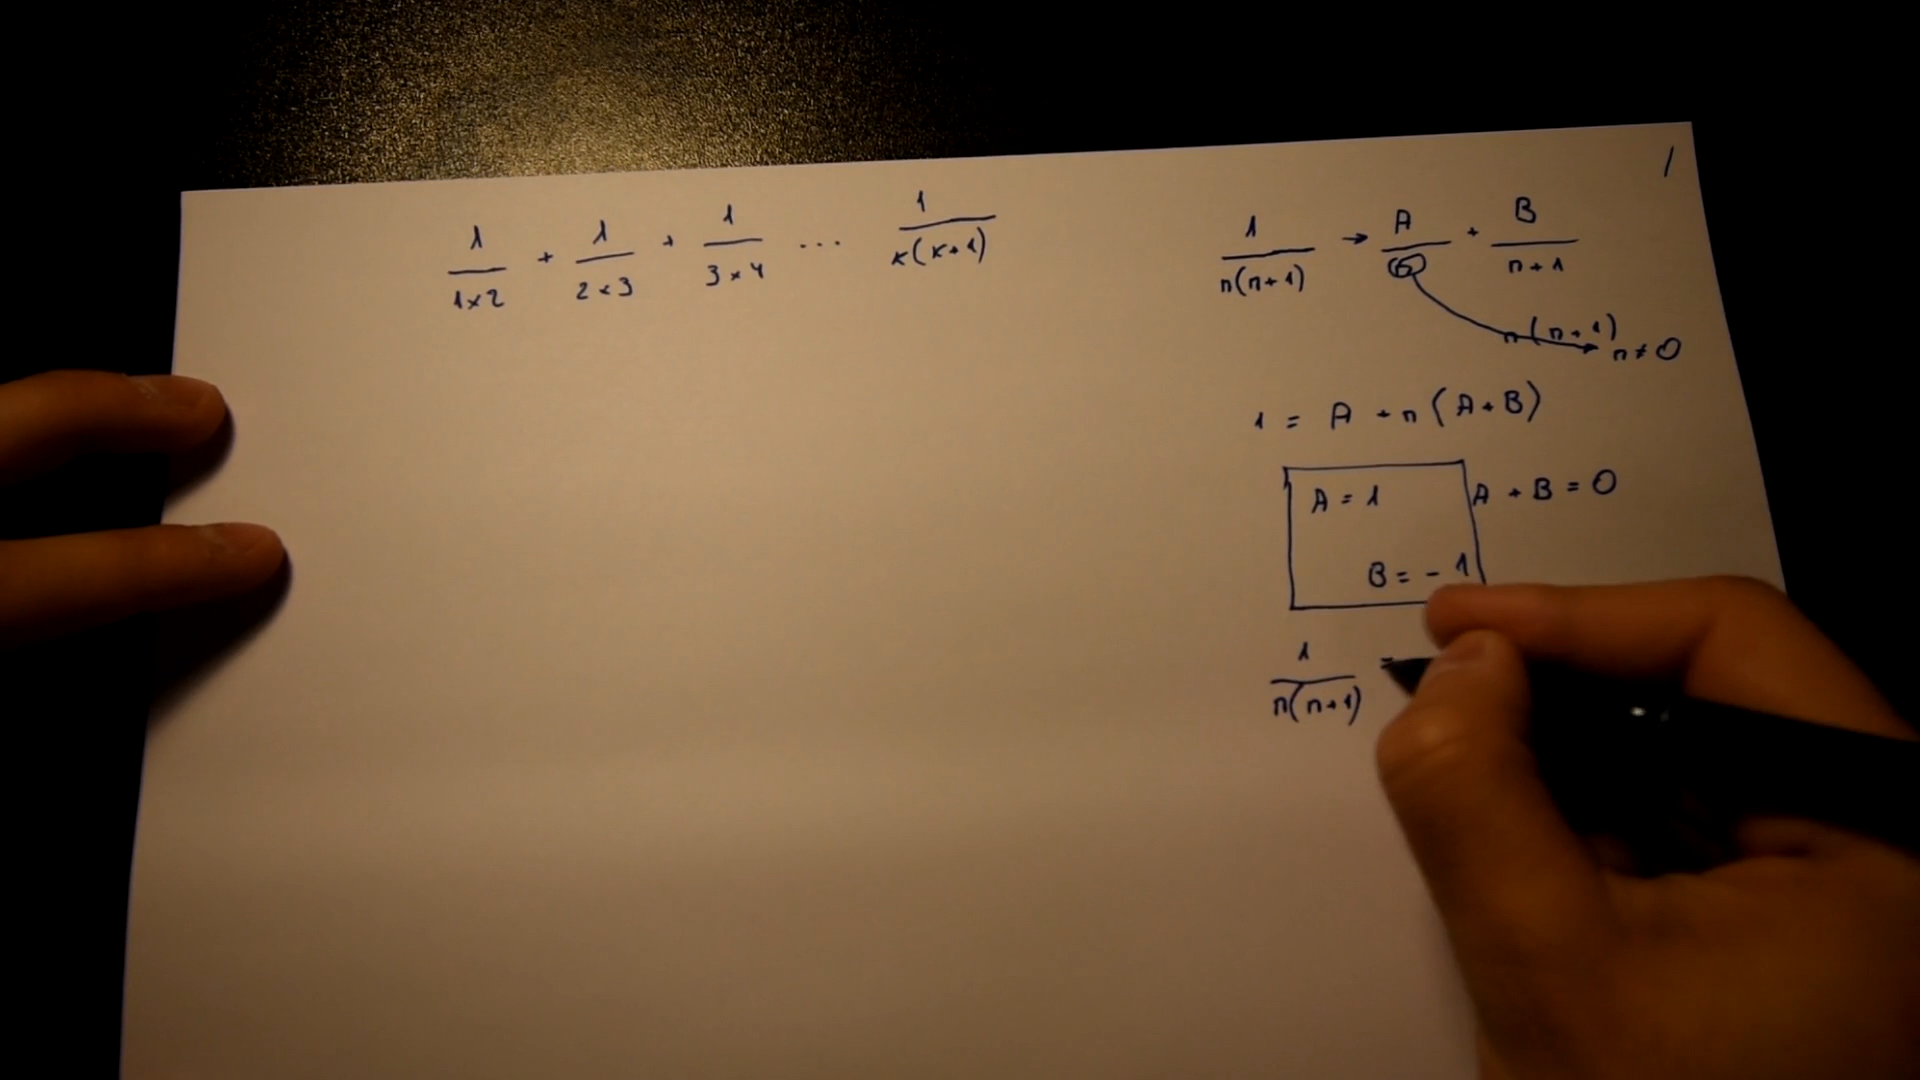 1/(1×2) + 1/(2×3) + 1/(3×4) ... 1/(k(k+1))
1/(n(n+1)) → A/n + B/(n+1)
n(n+1)
n ≠ 0
1 = A + n(A+B)
A = 1 A + B = 0
B = - 1
1/(n(n+1)) =